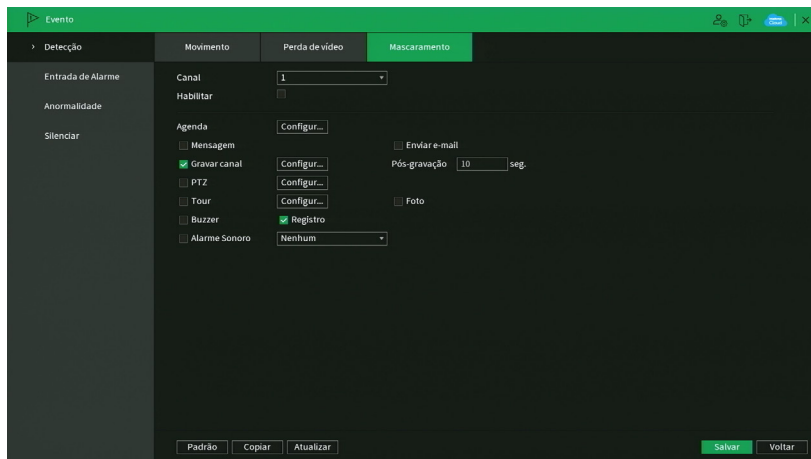 Evento
Detecção
Movimento Perda de vídeo Mascaramento
Entrada de Alarme
Canal 1
Habilitar
Anormalidade
Agenda Configur...
Silenciar
Mensagem Enviar e-mail
Gravar canal Configur... Pós-gravação 10 seg.
PTZ Configur...
Tour Configur... Foto
Buzzer Registro
Alarme Sonoro Nenhum
Padrão Copiar Atualizar Salvar Voltar